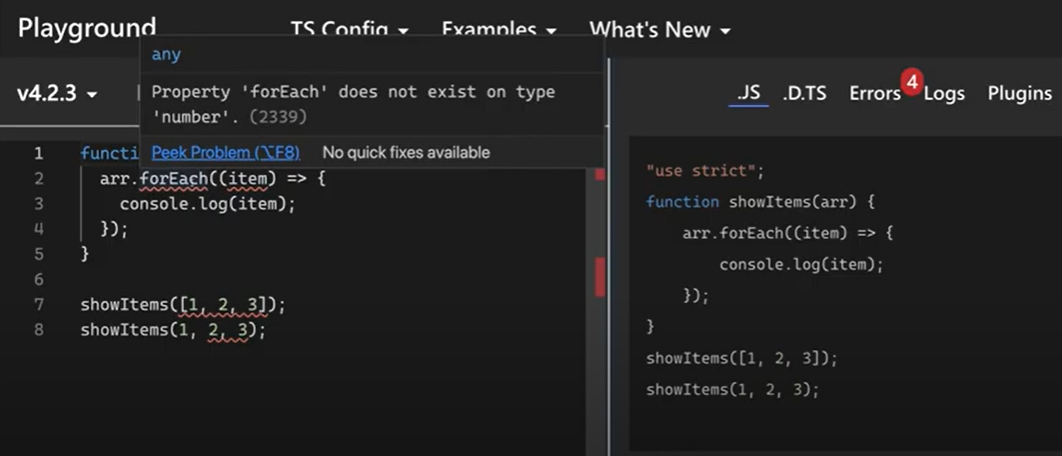 Playground
TS Config
Examples
What's New
any
Property 'forEach' does not exist on type
'number'. (2339)
Peek Problem (⌥F8) No quick fixes available
v4.2.3
.JS .D.TS Errors 4 Logs Plugins
1 functi
2 arr.forEach((item) => {
3 console.log(item);
4 });
5 }
6
7 showItems([1, 2, 3]);
8 showItems(1, 2, 3);
"use strict";
function showItems(arr) {
arr.forEach((item) => {
console.log(item);
});
}
showItems([1, 2, 3]);
showItems(1, 2, 3);